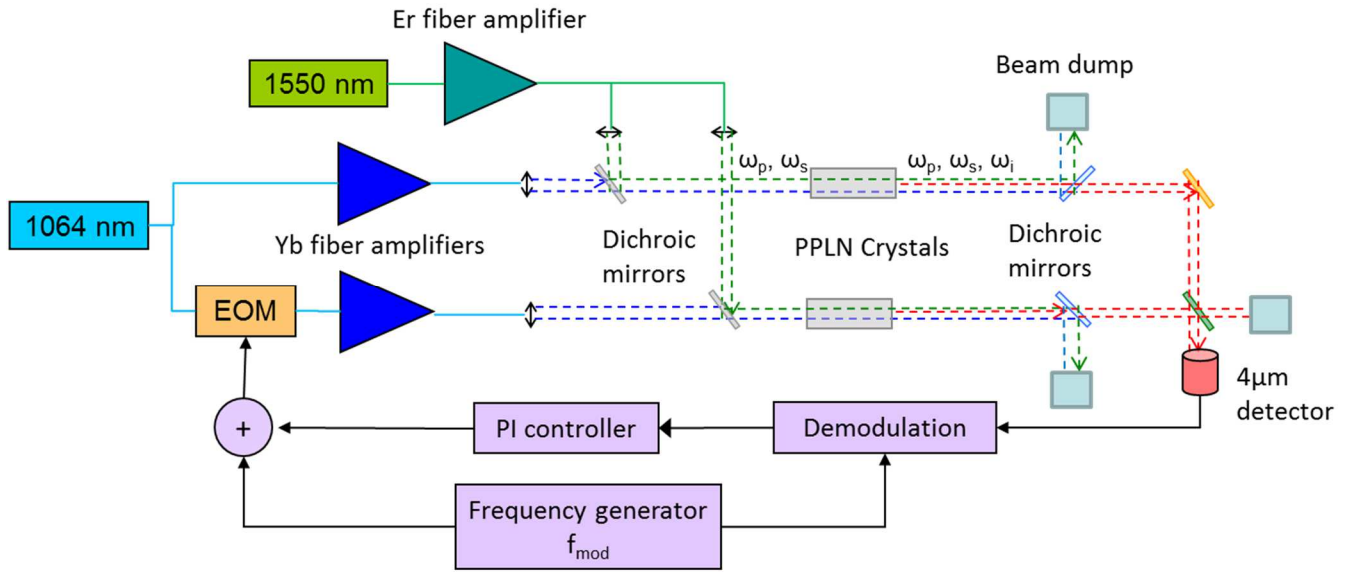 Er fiber amplifier
1550 nm
Beam dump
ωp, ωs
ωp, ωs, ωi
1064 nm
Yb fiber amplifiers
Dichroic
mirrors
PPLN Crystals
Dichroic
mirrors
EOM
4μm
detector
+
PI controller
Demodulation
Frequency generator
fmod